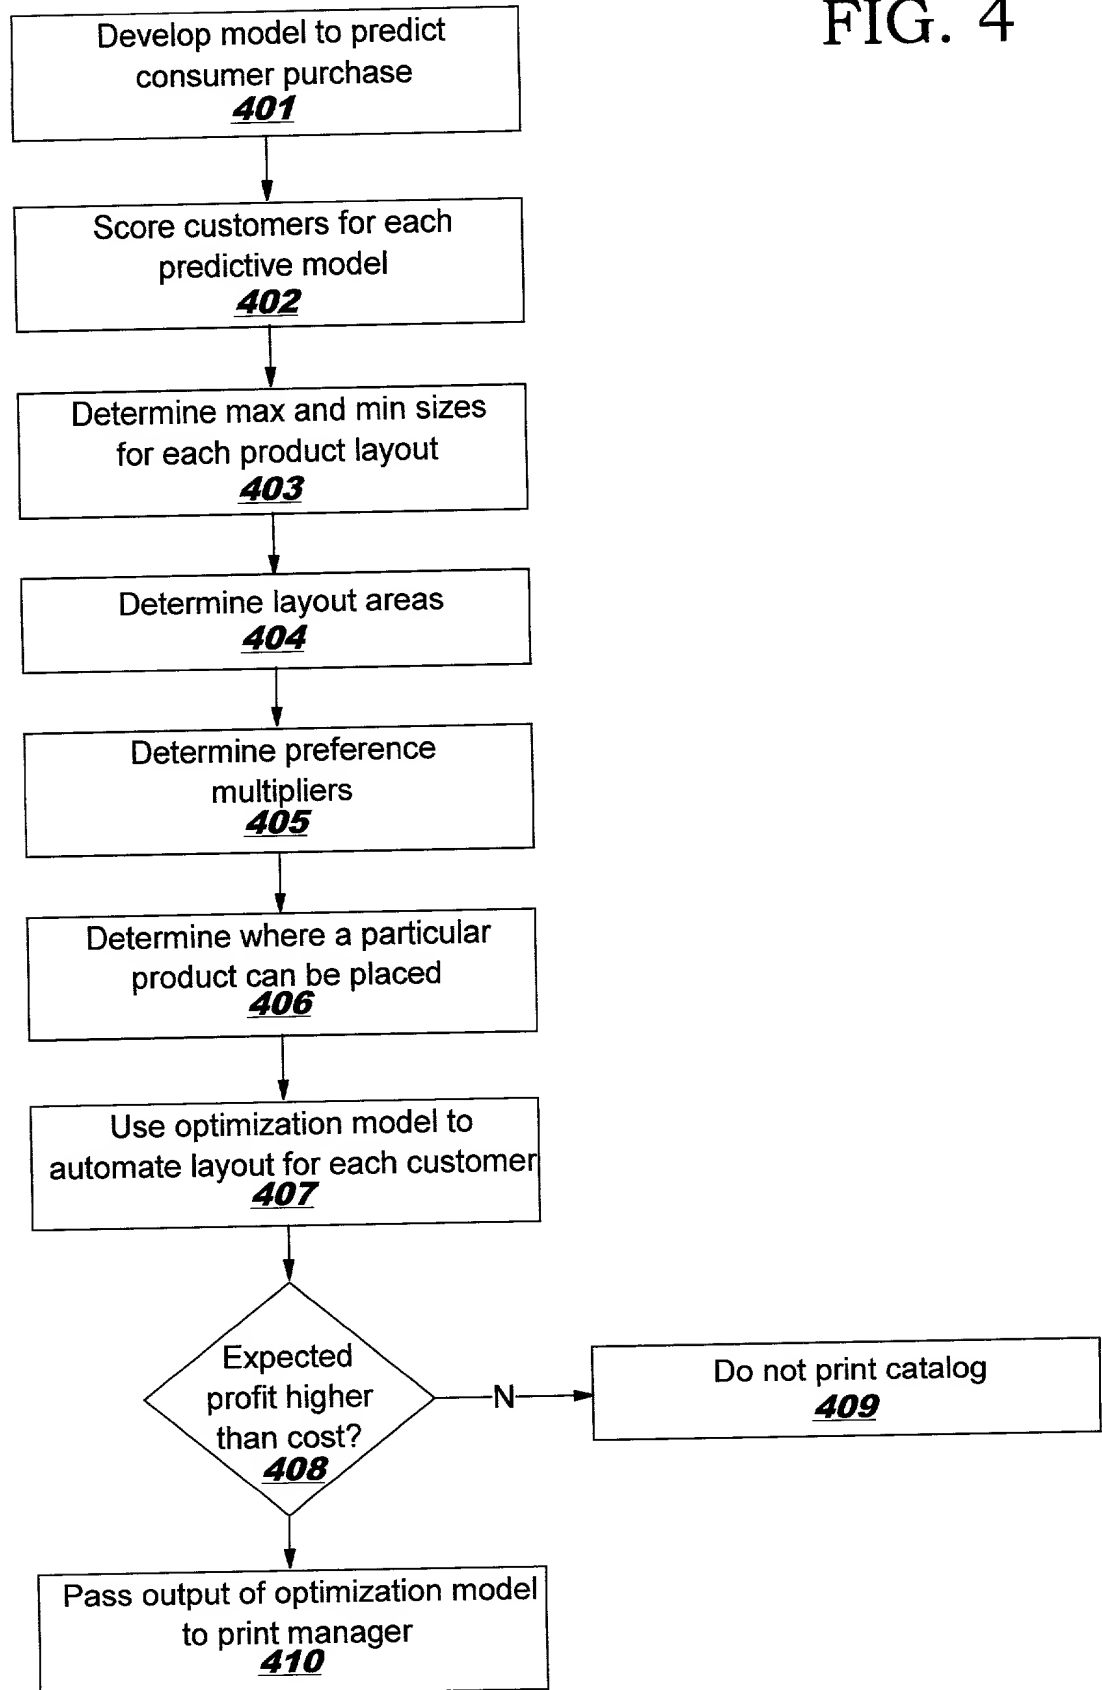 FIG. 4
Develop model to predict
consumer purchase
401
Score customers for each
predictive model
402
Determine max and min sizes
for each product layout
403
Determine layout areas
404
Determine preference
multipliers
405
Determine where a particular
product can be placed
406
Use optimization model to
automate layout for each customer
407
Expected
profit higher
than cost?
408
N
Do not print catalog
409
Pass output of optimization model
to print manager
410